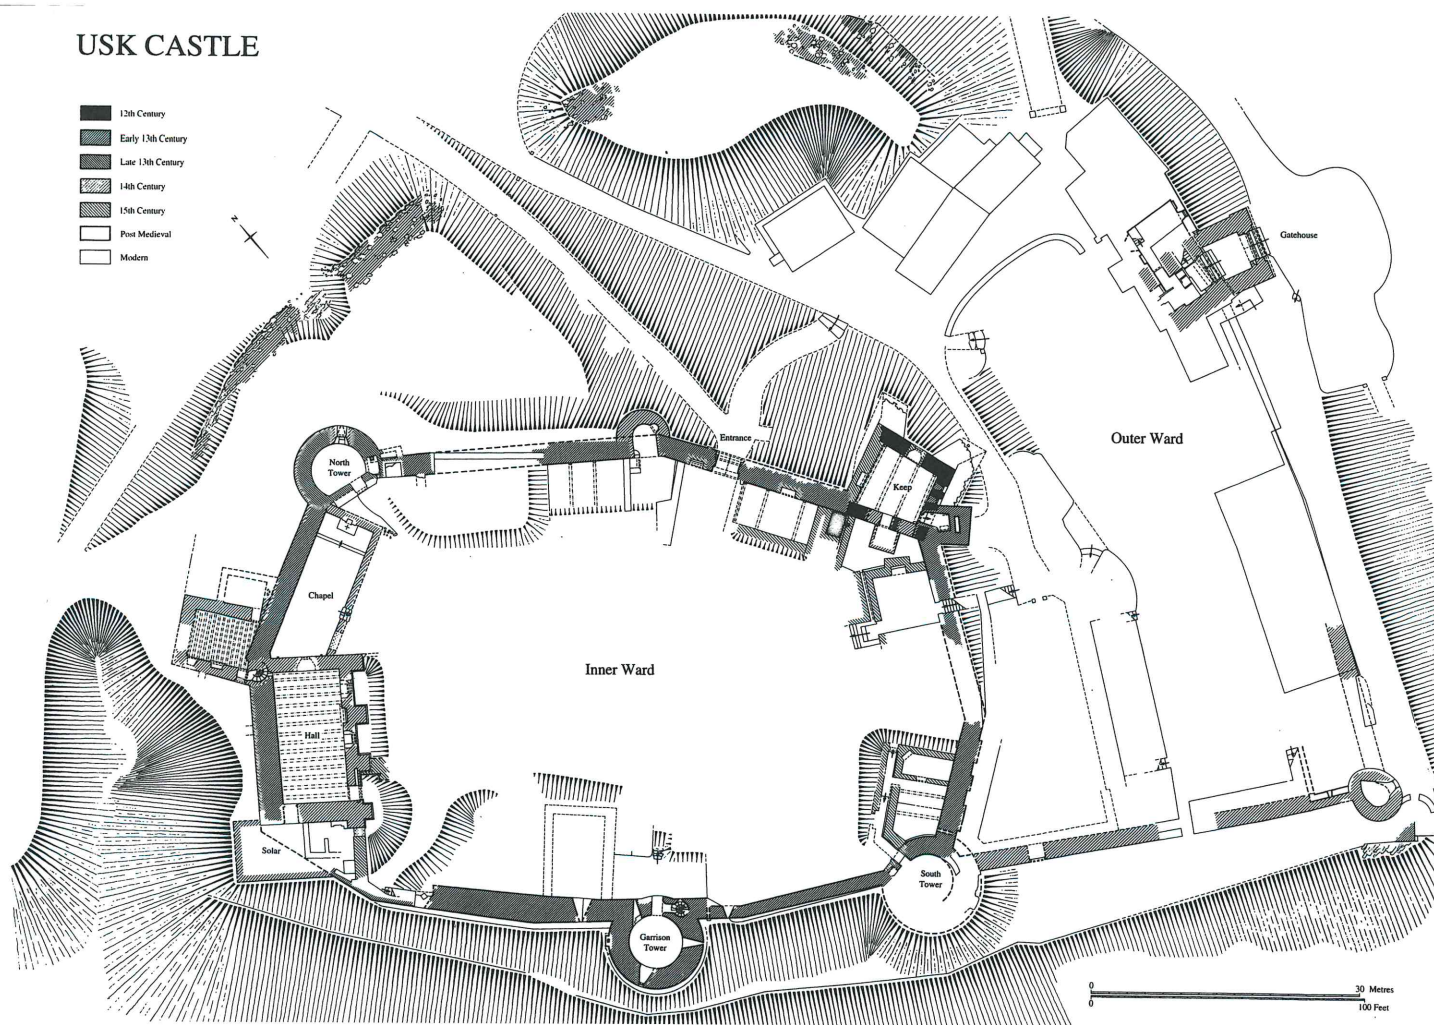 USK CASTLE
12th Century
Early 13th Century
Late 13th Century
14th Century
15th Century
Post Medieval
Modern
N
Gatehouse
Outer Ward
Entrance
North
Tower
Keep
Chapel
Inner Ward
Hall
Solar
South
Tower
Garrison
Tower
0
30 Metres
0
100 Feet